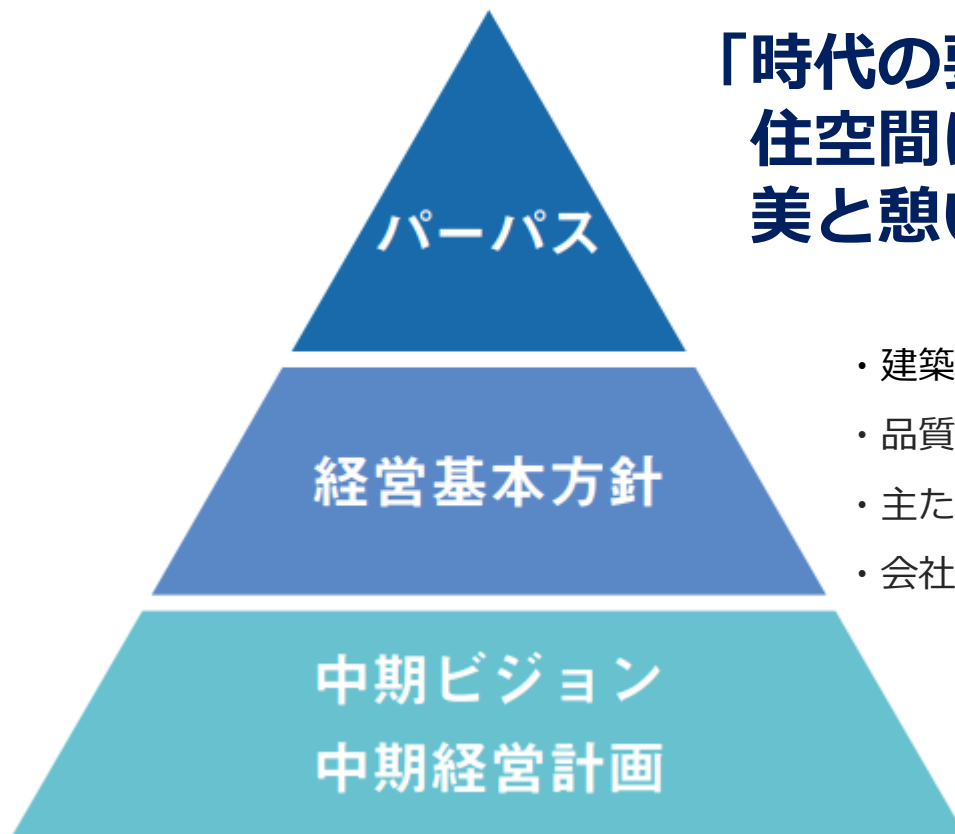 「時代の
住空間
美と憩
パーパス
・建築
・品質
経営基本方針
・主た
・会社
中期ビジョン
中期経営計画